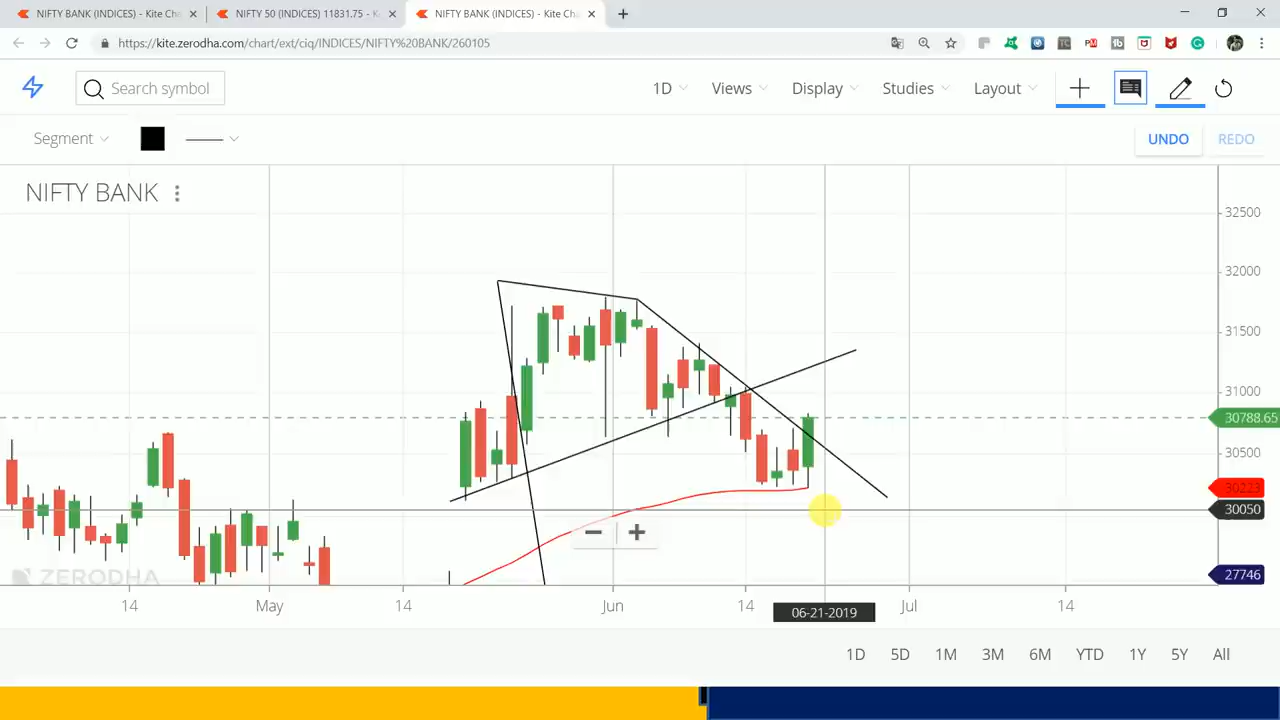 NIFTY BANK (INDICES) - Kite Cha
NIFTY 50 (INDICES) 11831.75 - K
NIFTY BANK (INDICES) - Kite Cha
https://kite.zerodha.com/chart/ext/ciq/INDICES/NIFTY%20BANK/260105
Search symbol
1D Views Display Studies Layout
Segment
UNDO REDO
NIFTY BANK
32500
32000
31500
31000
30788.65
30500
30223
30050
27746
ZERODHA
14 May 14 Jun 14 Jul 14
06-21-2019
1D 5D 1M 3M 6M YTD 1Y 5Y All